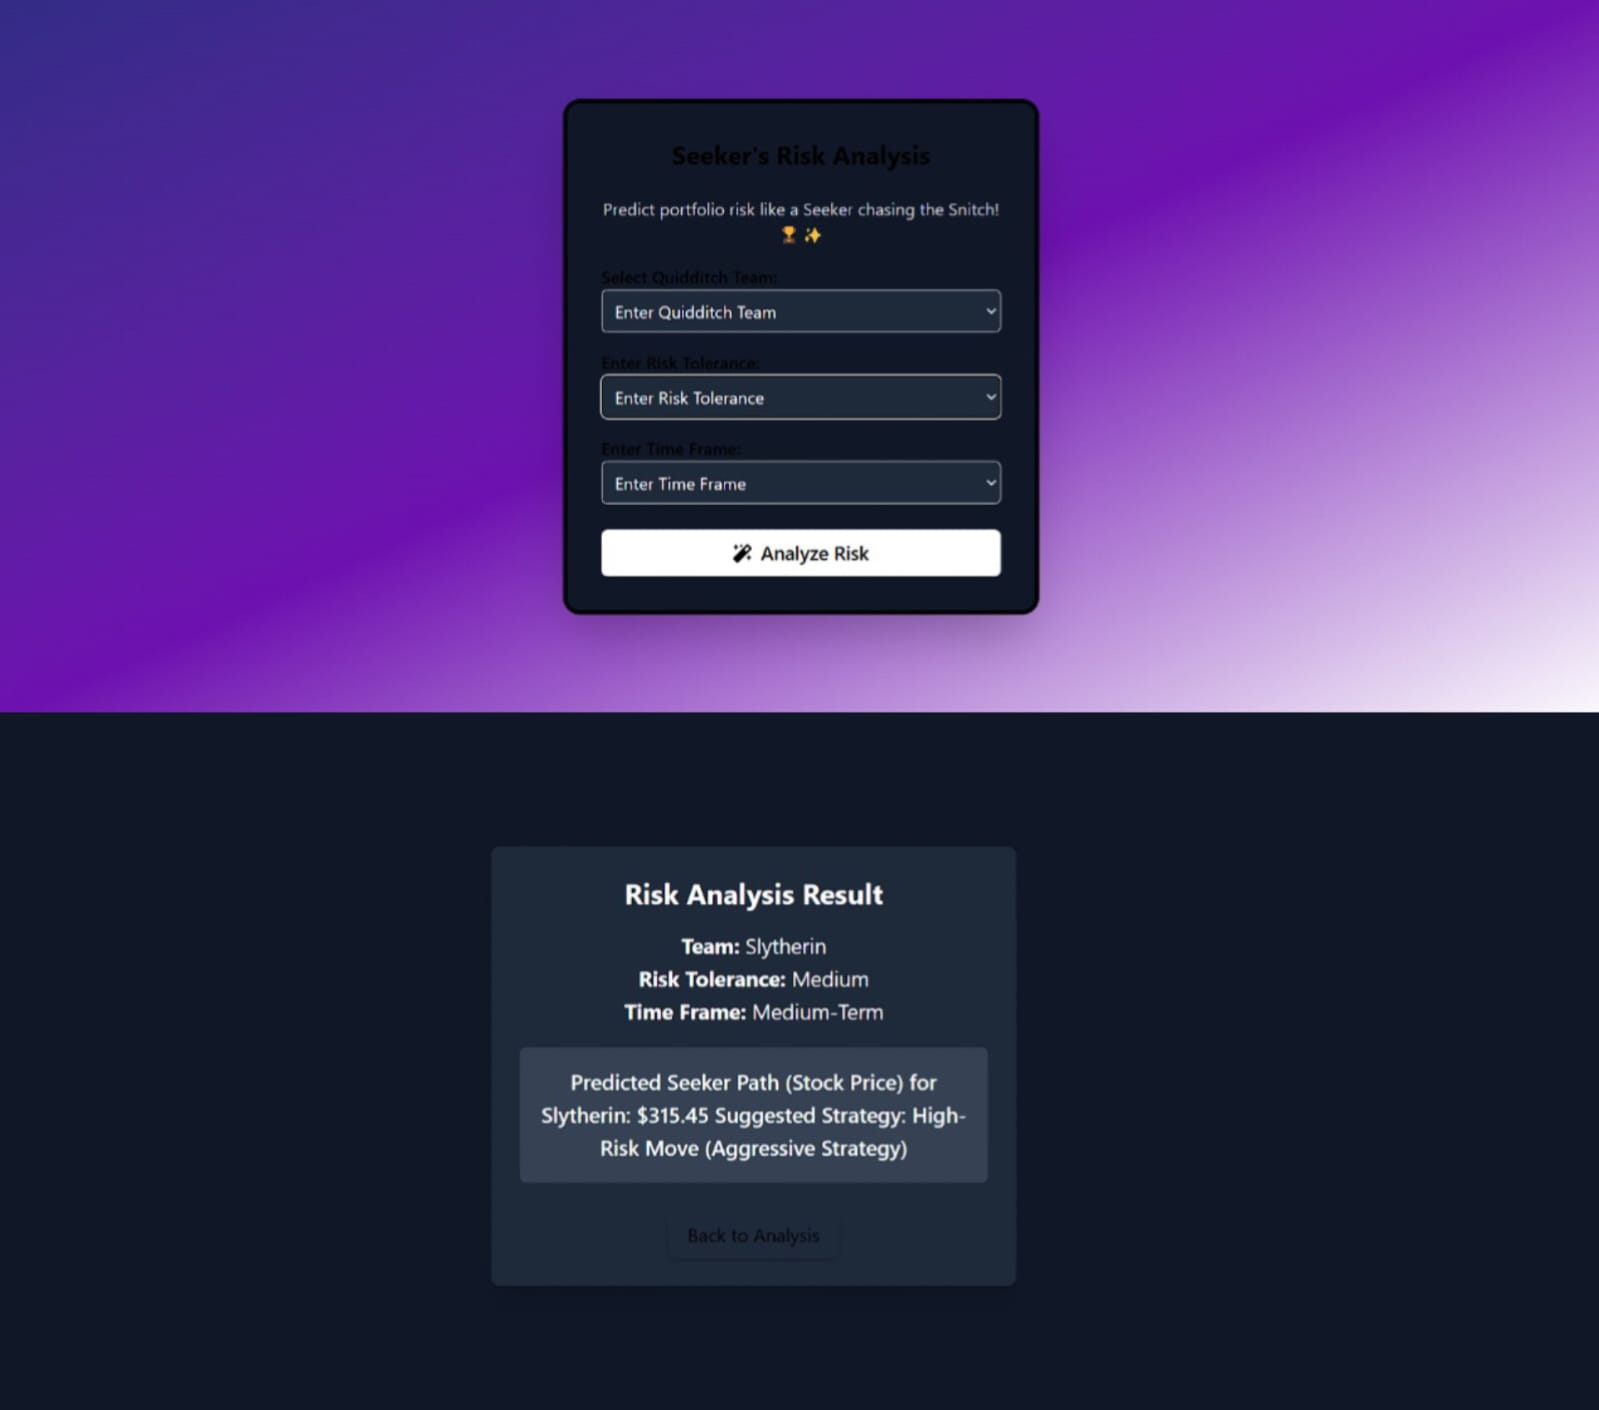 Seeker's Risk Analysis
Predict portfolio risk like a Seeker chasing the Snitch!
🏆 ✨
Select Quidditch Team:
Enter Quidditch Team
Enter Risk Tolerance:
Enter Risk Tolerance
Enter Time Frame:
Enter Time Frame
Analyze Risk
Risk Analysis Result
Team: Slytherin
Risk Tolerance: Medium
Time Frame: Medium-Term
Predicted Seeker Path (Stock Price) for
Slytherin: $315.45 Suggested Strategy: High-
Risk Move (Aggressive Strategy)
Back to Analysis